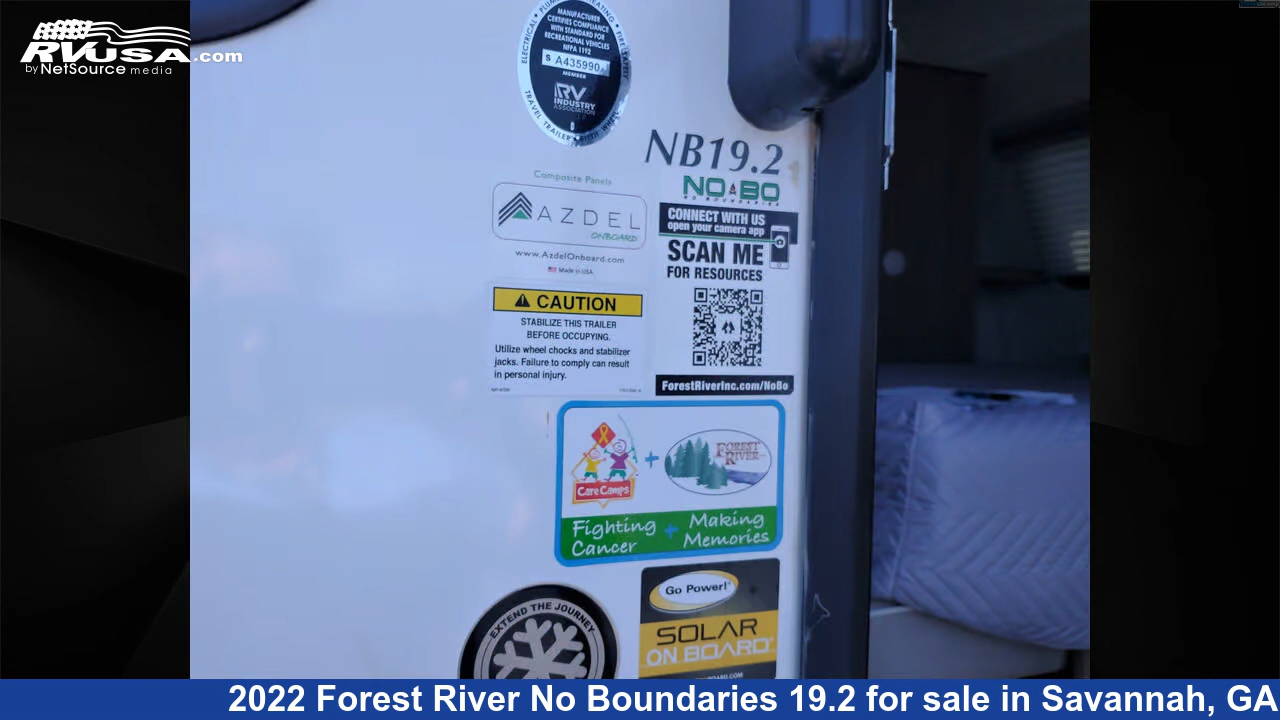 RVUSA.com
by NetSource media
ELECTRICAL • PLUMBING • HEATING • FIRE SAFETY
MANUFACTURER
CERTIFIES COMPLIANCE
WITH STANDARD FOR
RECREATIONAL VEHICLES
NFPA 1192
S A435990
MEMBER
RV
INDUSTRY
ASSOCIATION
TRAVEL TRAILER
NB19.2
NO BO
NO BOUNDARIES
Composite Panels
AZDEL
ONBOARD
www.AzdelOnboard.com
Made in USA
CONNECT WITH US
open your camera app
SCAN ME
FOR RESOURCES
ForestRiverInc.com/NoBo
CAUTION
STABILIZE THIS TRAILER
BEFORE OCCUPYING.
Utilize wheel chocks and stabilizer
jacks. Failure to comply can result
in personal injury.
Care Camps
+
FOREST
RIVER
Fighting + Making
Cancer Memories
EXTEND THE JOURNEY
Go Power!
SOLAR
ON BOARD
2022 Forest River No Boundaries 19.2 for sale in Savannah, GA